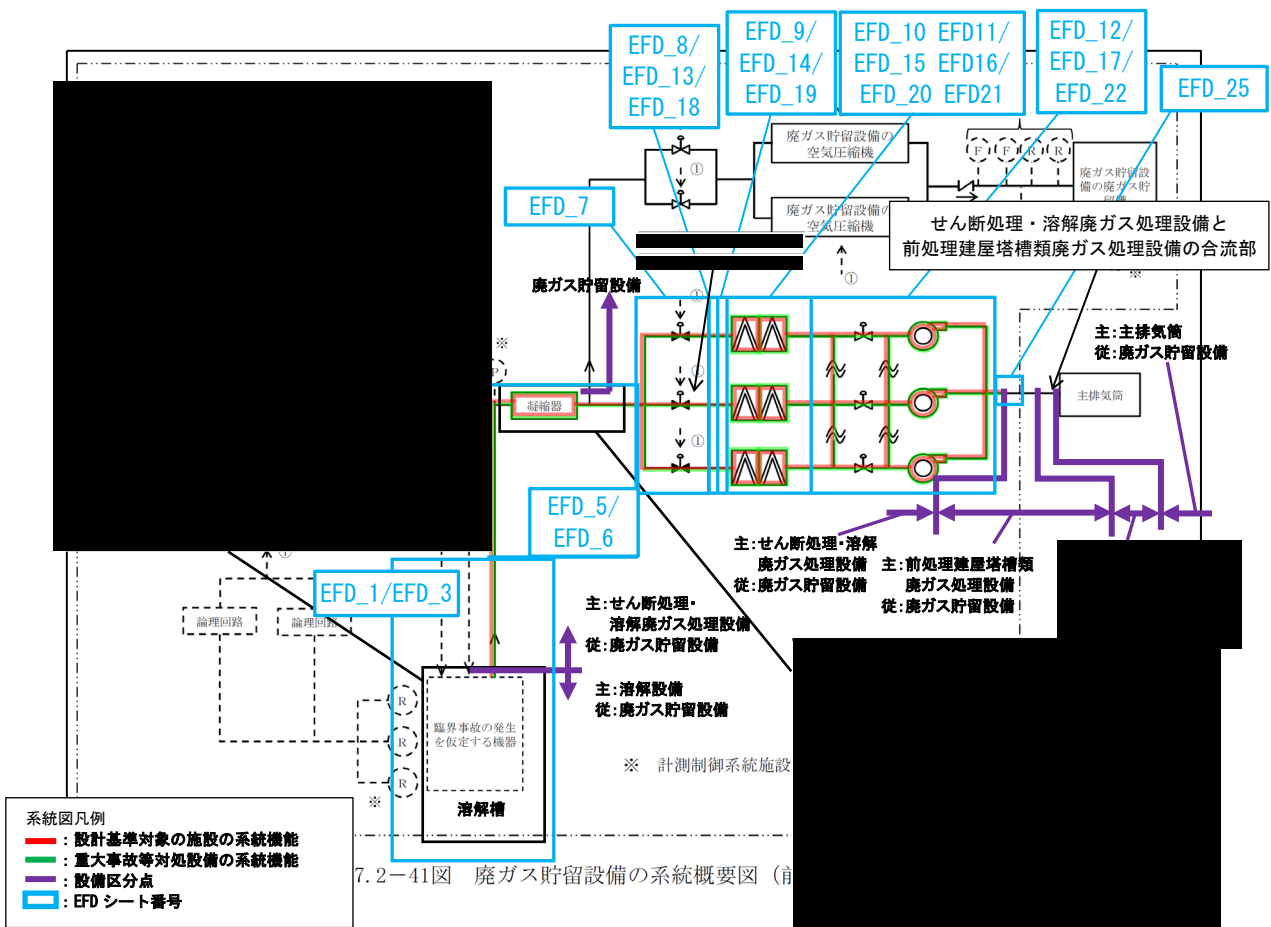 EFD_8/
EFD_13/
EFD_18
EFD_9/
EFD_14/
EFD_19
EFD_10 EFD11/
EFD_15 EFD16/
EFD_20 EFD21
EFD_12/
EFD_17/
EFD_22
EFD_25
廃ガス貯留設備の
空気圧縮機
F
F
R
R
廃ガス貯留設
備の廃ガス貯
①
EFD_7
廃ガス貯留設備の
空気圧縮機
せん断処理・溶解廃ガス処理設備と
前処理建屋塔槽類廃ガス処理設備の合流部
※
①
廃ガス貯留設備
①
主:主排気筒
従:廃ガス貯留設備
※
P
①
凝縮器
主排気筒
①
EFD_5/
EFD_6
主:せん断処理・溶解
廃ガス処理設備
従:廃ガス貯留設備
主:前処理建屋塔槽類
廃ガス処理設備
従:廃ガス貯留設備
EFD_1/EFD_3
論理回路
論理回路
主:せん断処理・
溶解廃ガス処理設備
従:廃ガス貯留設備
主:溶解設備
従:廃ガス貯留設備
R
R
R
臨界事故の発生
を仮定する機器
※
溶解槽
※ 計測制御系統施設
系統図凡例
:設計基準対象の施設の系統機能
:重大事故等対処設備の系統機能
:設備区分点
:EFD シート番号
7.2-41図 廃ガス貯留設備の系統概要図(前